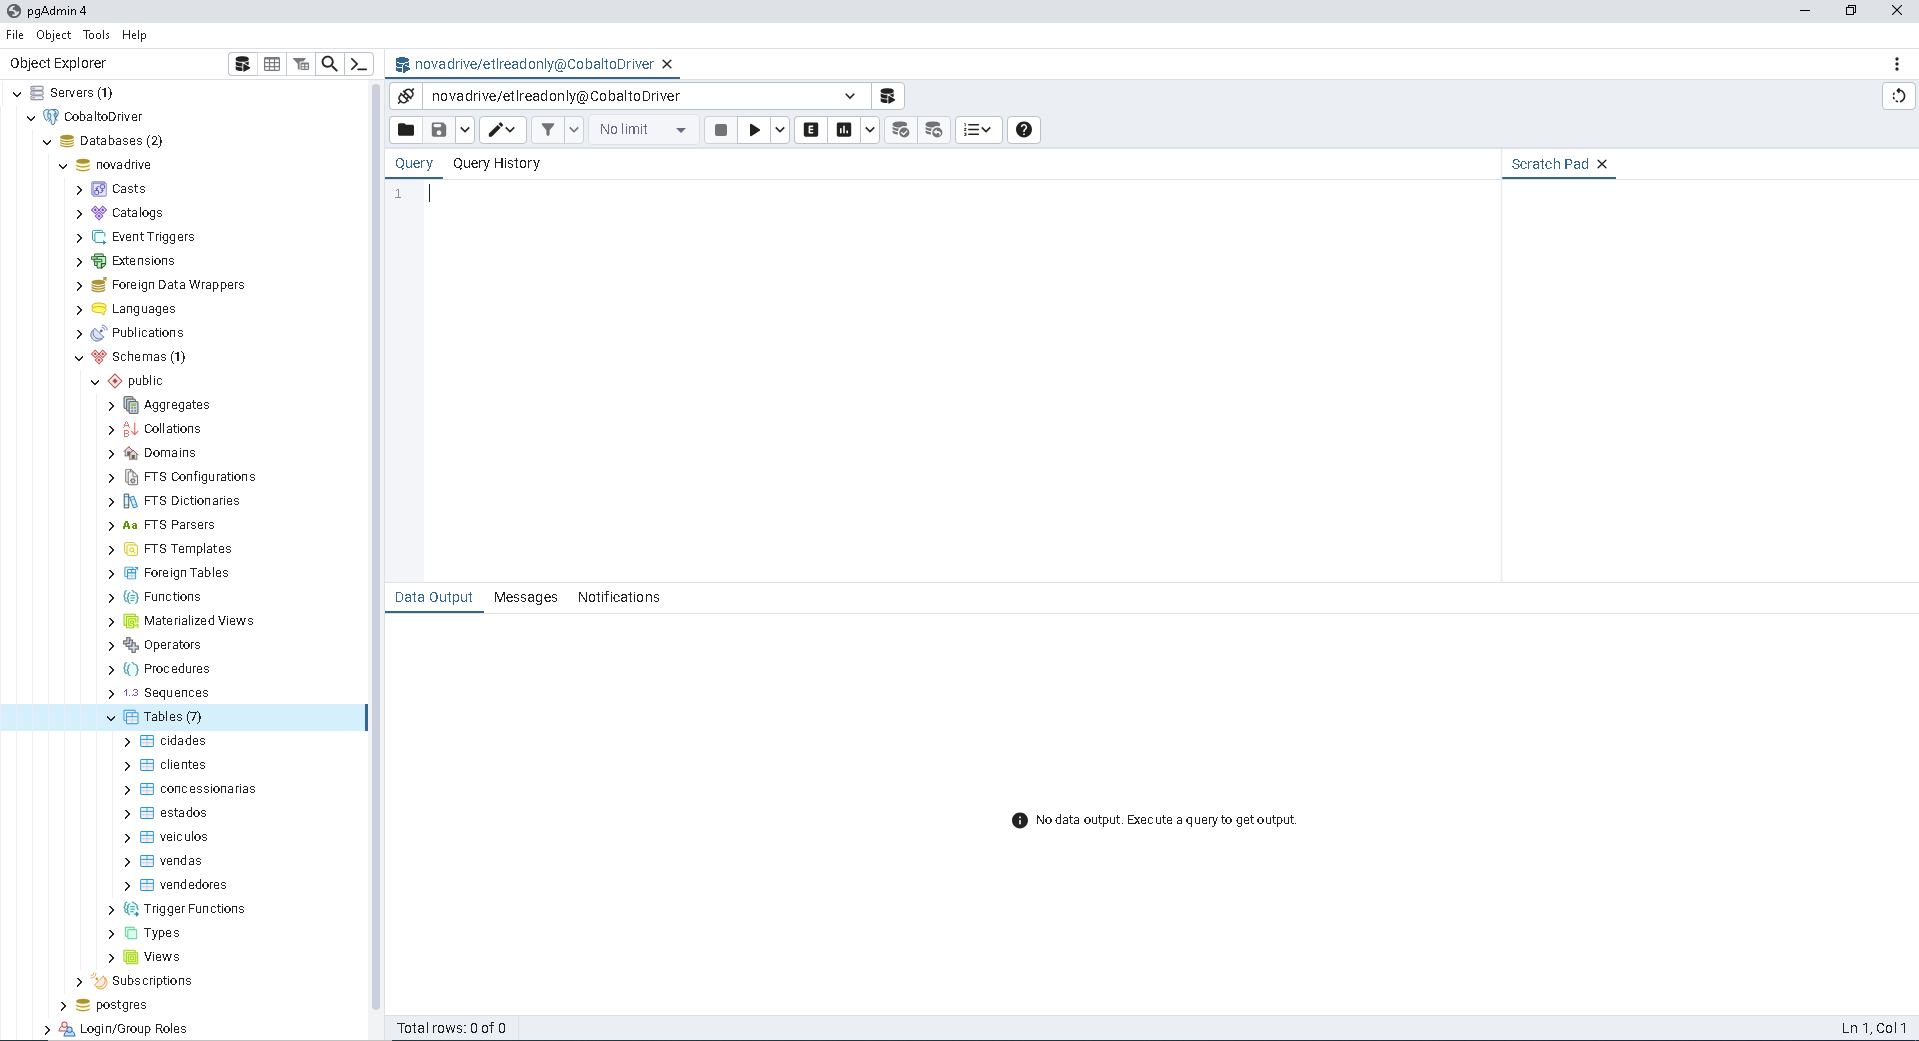 pgAdmin 4
File Object Tools Help
Object Explorer
novadrive/etlreadonly@CobaltoDriver
novadrive/etlreadonly@CobaltoDriver
No limit
E
Query Query History
Scratch Pad
1
Servers (1)
CobaltoDriver
Databases (2)
novadrive
Casts
Catalogs
Event Triggers
Extensions
Foreign Data Wrappers
Languages
Publications
Schemas (1)
public
Aggregates
Collations
Domains
FTS Configurations
FTS Dictionaries
Aa FTS Parsers
FTS Templates
Foreign Tables
Functions
Materialized Views
Operators
Procedures
1.3 Sequences
Tables (7)
cidades
clientes
concessionarias
estados
veiculos
vendas
vendedores
Trigger Functions
Types
Views
Subscriptions
postgres
Login/Group Roles
Data Output Messages Notifications
No data output. Execute a query to get output.
Total rows: 0 of 0
Ln 1, Col 1